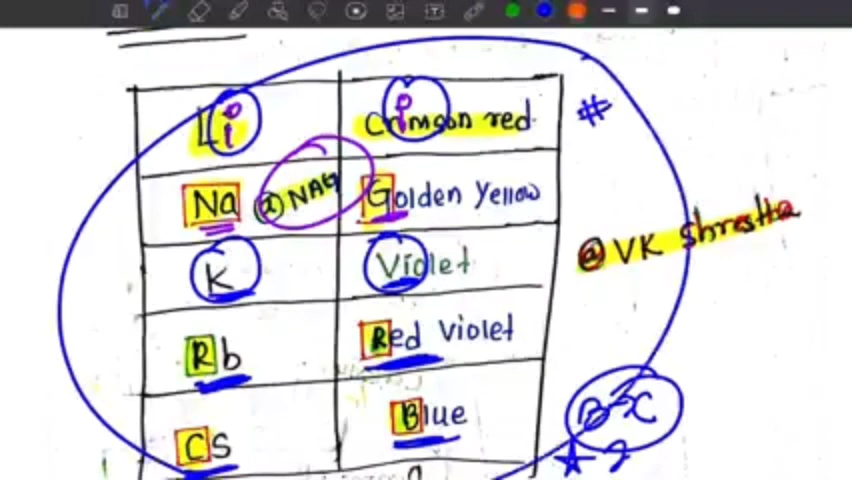 Li Crimson red #
Na @NAG Golden Yellow
K Violet
@ VK Shrestha
Rb Red Violet
Cs Blue